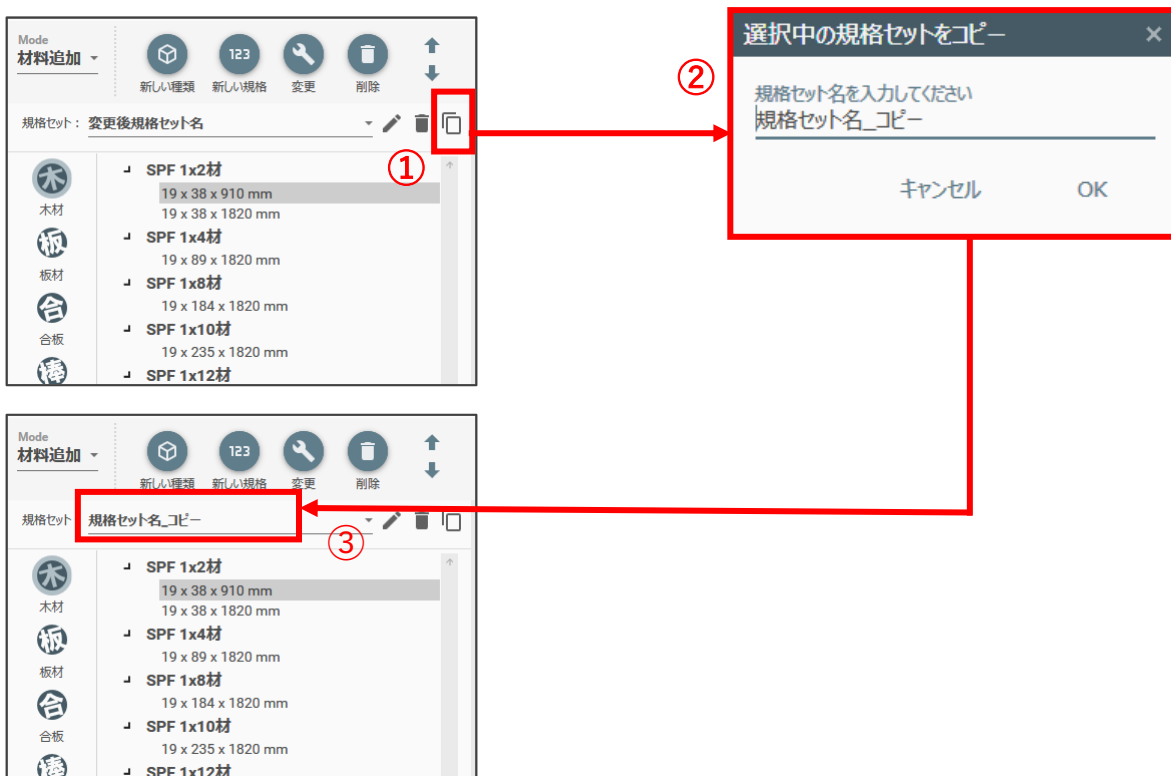 Mode
材料追加
123
新しい種類 新しい規格 変更 削除
規格セット： 変更後規格セット名
①
木
木材
板
板材
合
合板
棒
SPF 1x2材
19 x 38 x 910 mm
19 x 38 x 1820 mm
SPF 1x4材
19 x 89 x 1820 mm
SPF 1x8材
19 x 184 x 1820 mm
SPF 1x10材
19 x 235 x 1820 mm
SPF 1x12材
②
選択中の規格セットをコピー ×
規格セット名を入力してください
規格セット名_コピー
キャンセル OK
Mode
材料追加
123
新しい種類 新しい規格 変更 削除
規格セット 規格セット名_コピー
③
木
木材
板
板材
合
合板
棒
SPF 1x2材
19 x 38 x 910 mm
19 x 38 x 1820 mm
SPF 1x4材
19 x 89 x 1820 mm
SPF 1x8材
19 x 184 x 1820 mm
SPF 1x10材
19 x 235 x 1820 mm
SPF 1x12材